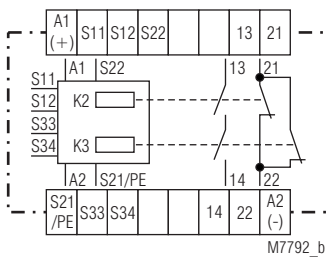 A1 (+) S11 S12 S22 13 21
A1 S22 13 21
S11
S12
S33
S34
K2
K3
A2 S21/PE 14 22
S21 /PE S33 S34 14 22 A2 (-)
M7792_b